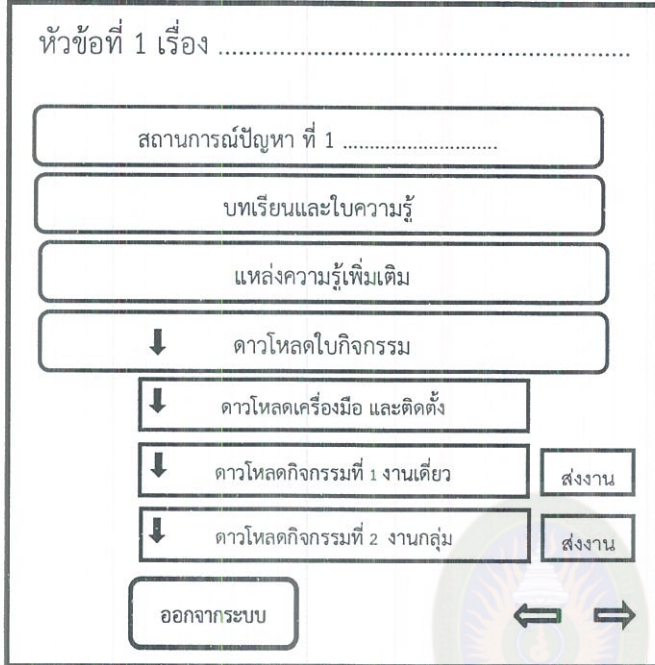 หัวข้อที่ 1 เรื่อง ..........................................................
สถานการณ์ปัญหา ที่ 1 ..............................
บทเรียนและใบความรู้
แหล่งความรู้เพิ่มเติม
ดาวโหลดใบกิจกรรม
ดาวโหลดเครื่องมือ และติดตั้ง
ดาวโหลดกิจกรรมที่ 1 งานเดี่ยว
ส่งงาน
ดาวโหลดกิจกรรมที่ 2 งานกลุ่ม
ส่งงาน
ออกจากระบบ